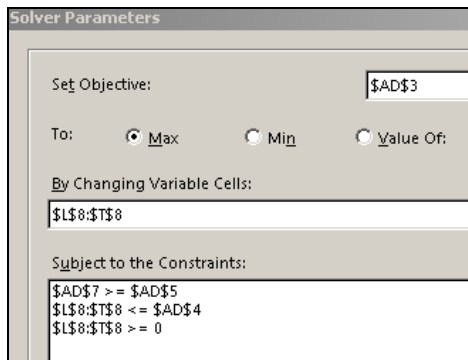 Solver Parameters
Set Objective: $AD$3
To: Max Min Value Of:
By Changing Variable Cells:
$L$8:$T$8
Subject to the Constraints:
$AD$7 >= $AD$5
$L$8:$T$8 <= $AD$4
$L$8:$T$8 >= 0